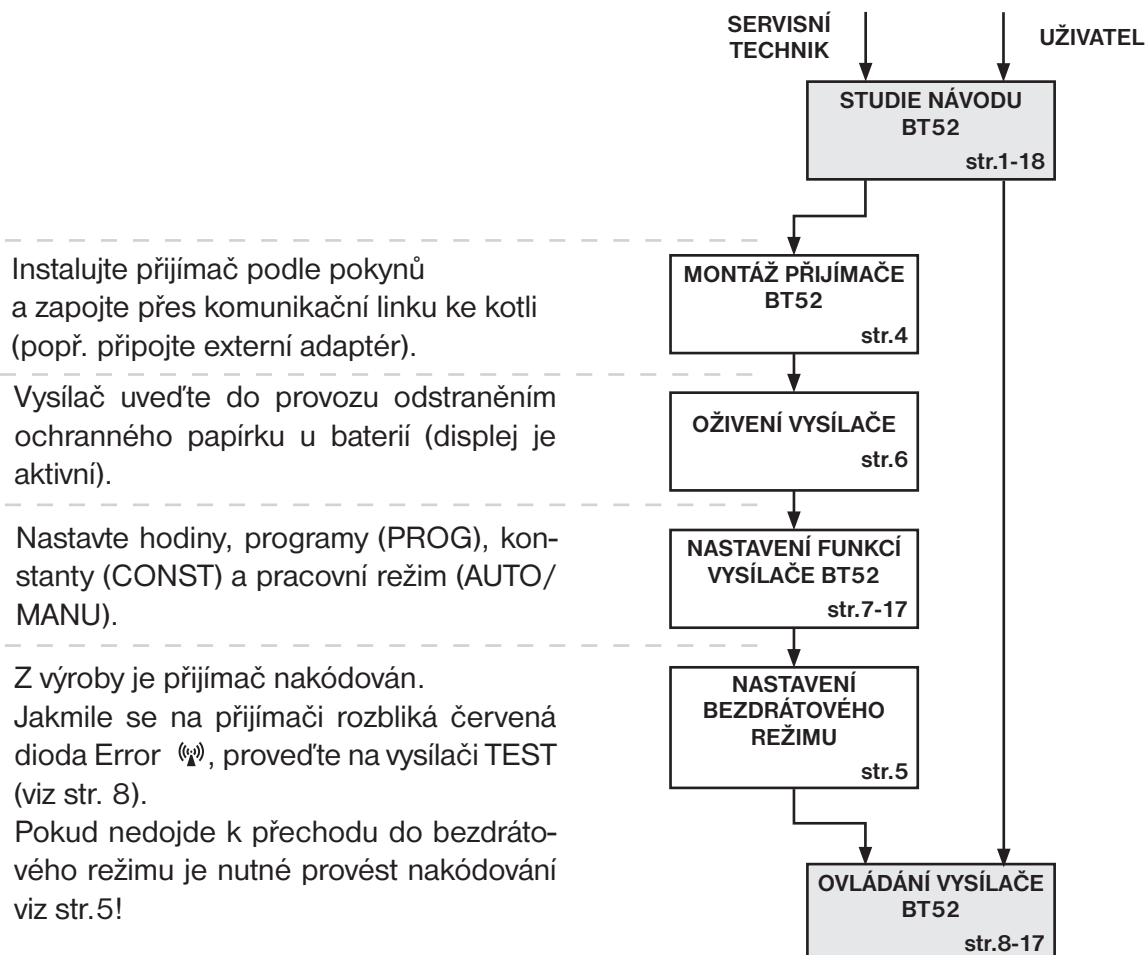 SERVISNÍ
TECHNIK
UŽIVATEL
STUDIE NÁVODU
BT52
str.1-18
Instalujte přijímač podle pokynů
a zapojte přes komunikační linku ke kotli
(popř. připojte externí adaptér).
MONTÁŽ PŘIJÍMAČE
BT52
str.4
Vysílač uveďte do provozu odstraněním
ochranného papírku u baterií (displej je
aktivní).
OŽIVENÍ VYSÍLAČE
str.6
Nastavte hodiny, programy (PROG), kon-
stanty (CONST) a pracovní režim (AUTO/
MANU).
NASTAVENÍ FUNKCÍ
VYSÍLAČE BT52
str.7-17
Z výroby je přijímač nakódován.
Jakmile se na přijímači rozbliká červená
dioda Error , proveďte na vysílači TEST
(viz str. 8).
Pokud nedojde k přechodu do bezdráto-
vého režimu je nutné provést nakódování
viz str.5!
NASTAVENÍ
BEZDRÁTOVÉHO
REŽIMU
str.5
OVLÁDÁNÍ VYSÍLAČE
BT52
str.8-17